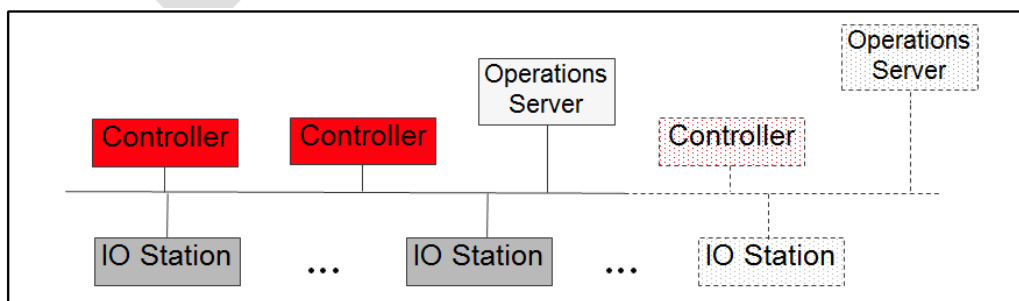 Operations
Server
Operations
Server
Controller
Controller
Controller
IO Station
...
IO Station
...
IO Station